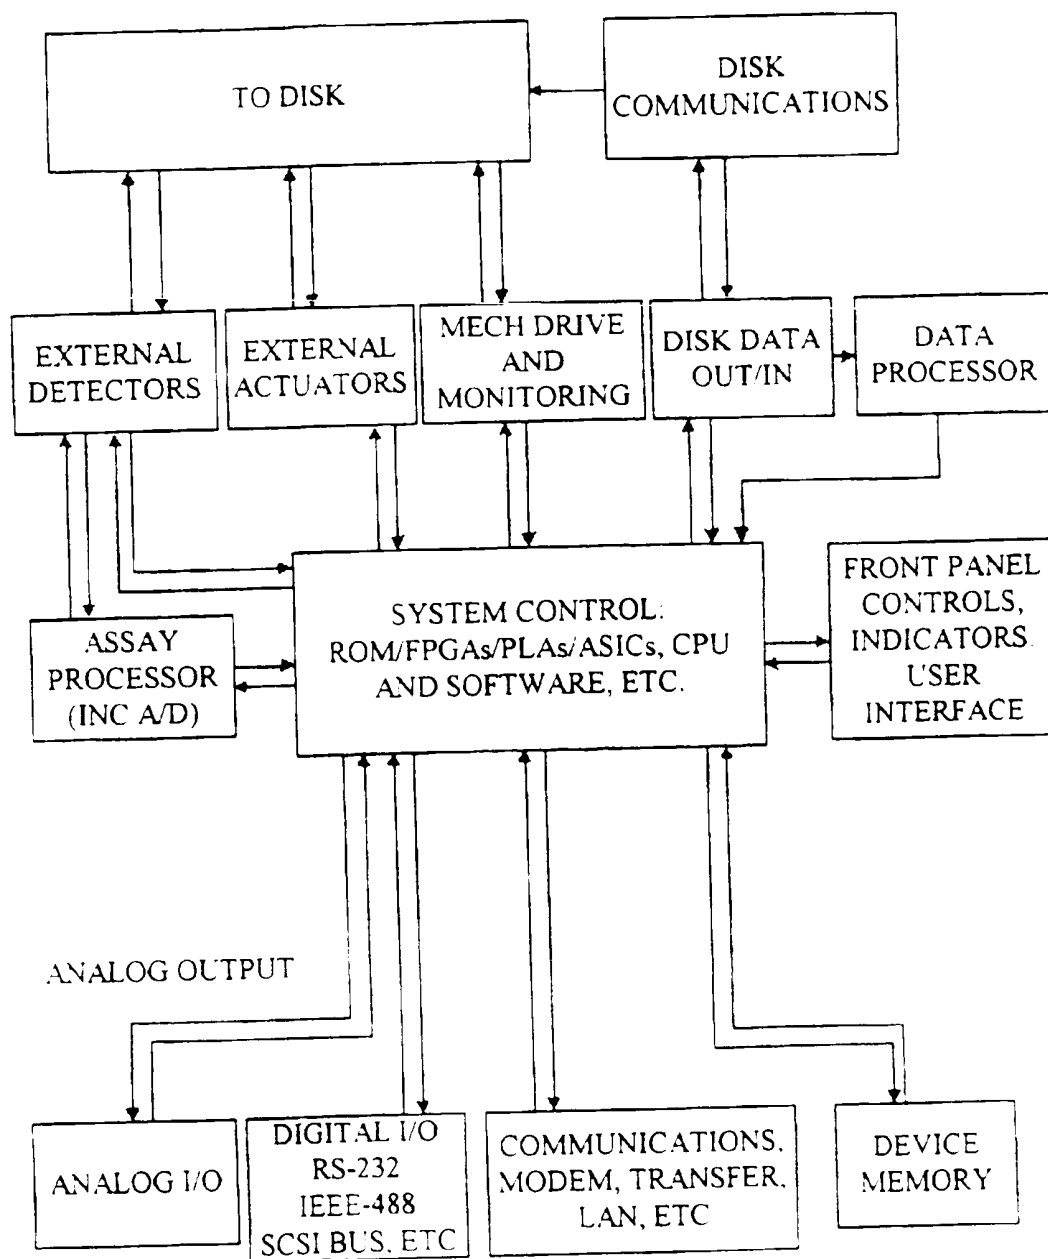 TO DISK
DISK
COMMUNICATIONS
EXTERNAL
DETECTORS
EXTERNAL
ACTUATORS
MECH DRIVE
AND
MONITORING
DISK DATA
OUT/IN
DATA
PROCESSOR
SYSTEM CONTROL:
ROM/FPGAs/PLAs/ASICs, CPU
AND SOFTWARE, ETC.
FRONT PANEL
CONTROLS,
INDICATORS.
USER
INTERFACE
ASSAY
PROCESSOR
(INC A/D)
ANALOG OUTPUT
ANALOG I/O
DIGITAL I/O
RS-232
IEEE-488
SCSI BUS, ETC
COMMUNICATIONS,
MODEM, TRANSFER,
LAN, ETC
DEVICE
MEMORY